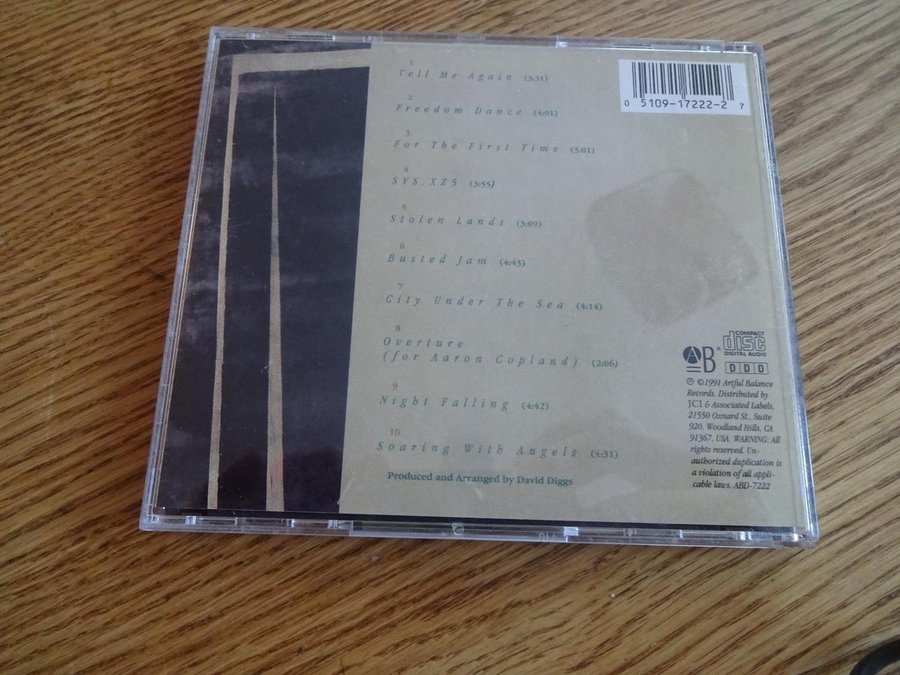 1
Tell Me Again (3:31)
2
Freedom Dance (4:01)
3
For The First Time (5:01)
4
SYS.XZ5 (3:55)
5
Stolen Lands (3:09)
6
Busted Jam (4:43)
7
City Under The Sea (4:14)
8
Overture
(for Aaron Copland) (2:06)
9
Night Falling (4:42)
10
Soaring With Angels (4:31)
Produced and Arranged by David Diggs
0 5109-17222-2 7
COMPACT
disc
DIGITAL AUDIO
AB®
DDD
℗ ©1991 Artful Balance
Records. Distributed by
JCI & Associated Labels,
21550 Oxnard St., Suite
920, Woodland Hills, CA
91367, USA. WARNING: All
rights reserved. Un-
authorized duplication is
a violation of all appli-
cable laws. ABD-7222